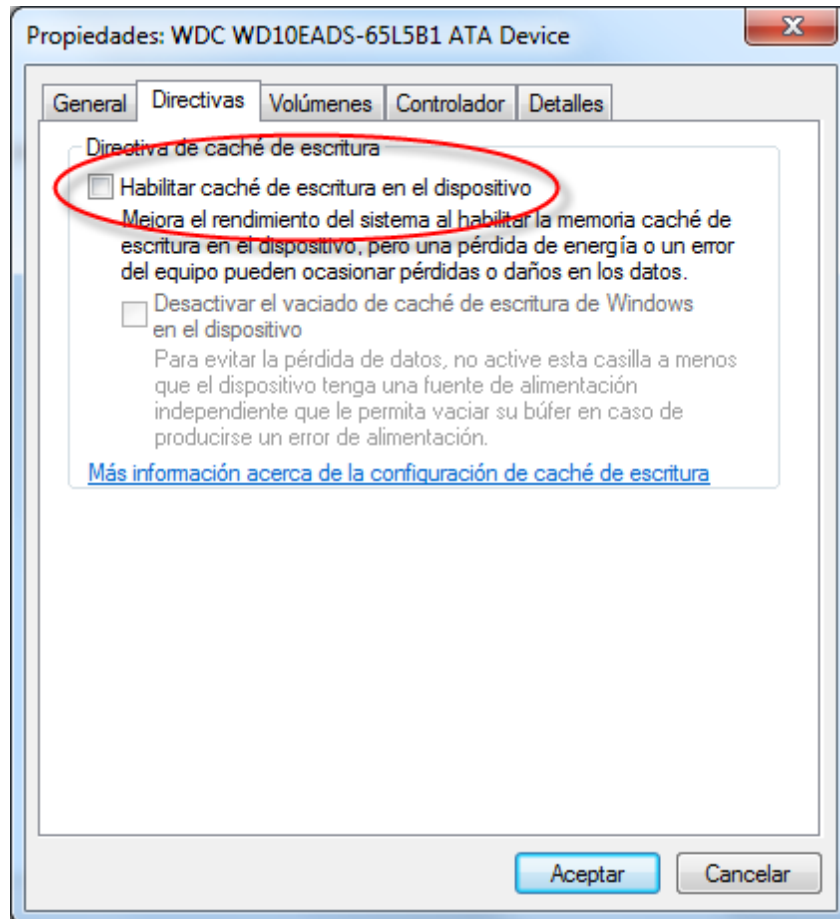 Propiedades: WDC WD10EADS-65L5B1 ATA Device
General Directivas Volúmenes Controlador Detalles
Directiva de caché de escritura
Habilitar caché de escritura en el dispositivo
Mejora el rendimiento del sistema al habilitar la memoria caché de
escritura en el dispositivo, pero una pérdida de energía o un error
del equipo pueden ocasionar pérdidas o daños en los datos.
Desactivar el vaciado de caché de escritura de Windows
en el dispositivo
Para evitar la pérdida de datos, no active esta casilla a menos
que el dispositivo tenga una fuente de alimentación
independiente que le permita vaciar su búfer en caso de
producirse un error de alimentación.
Más información acerca de la configuración de caché de escritura
Aceptar Cancelar